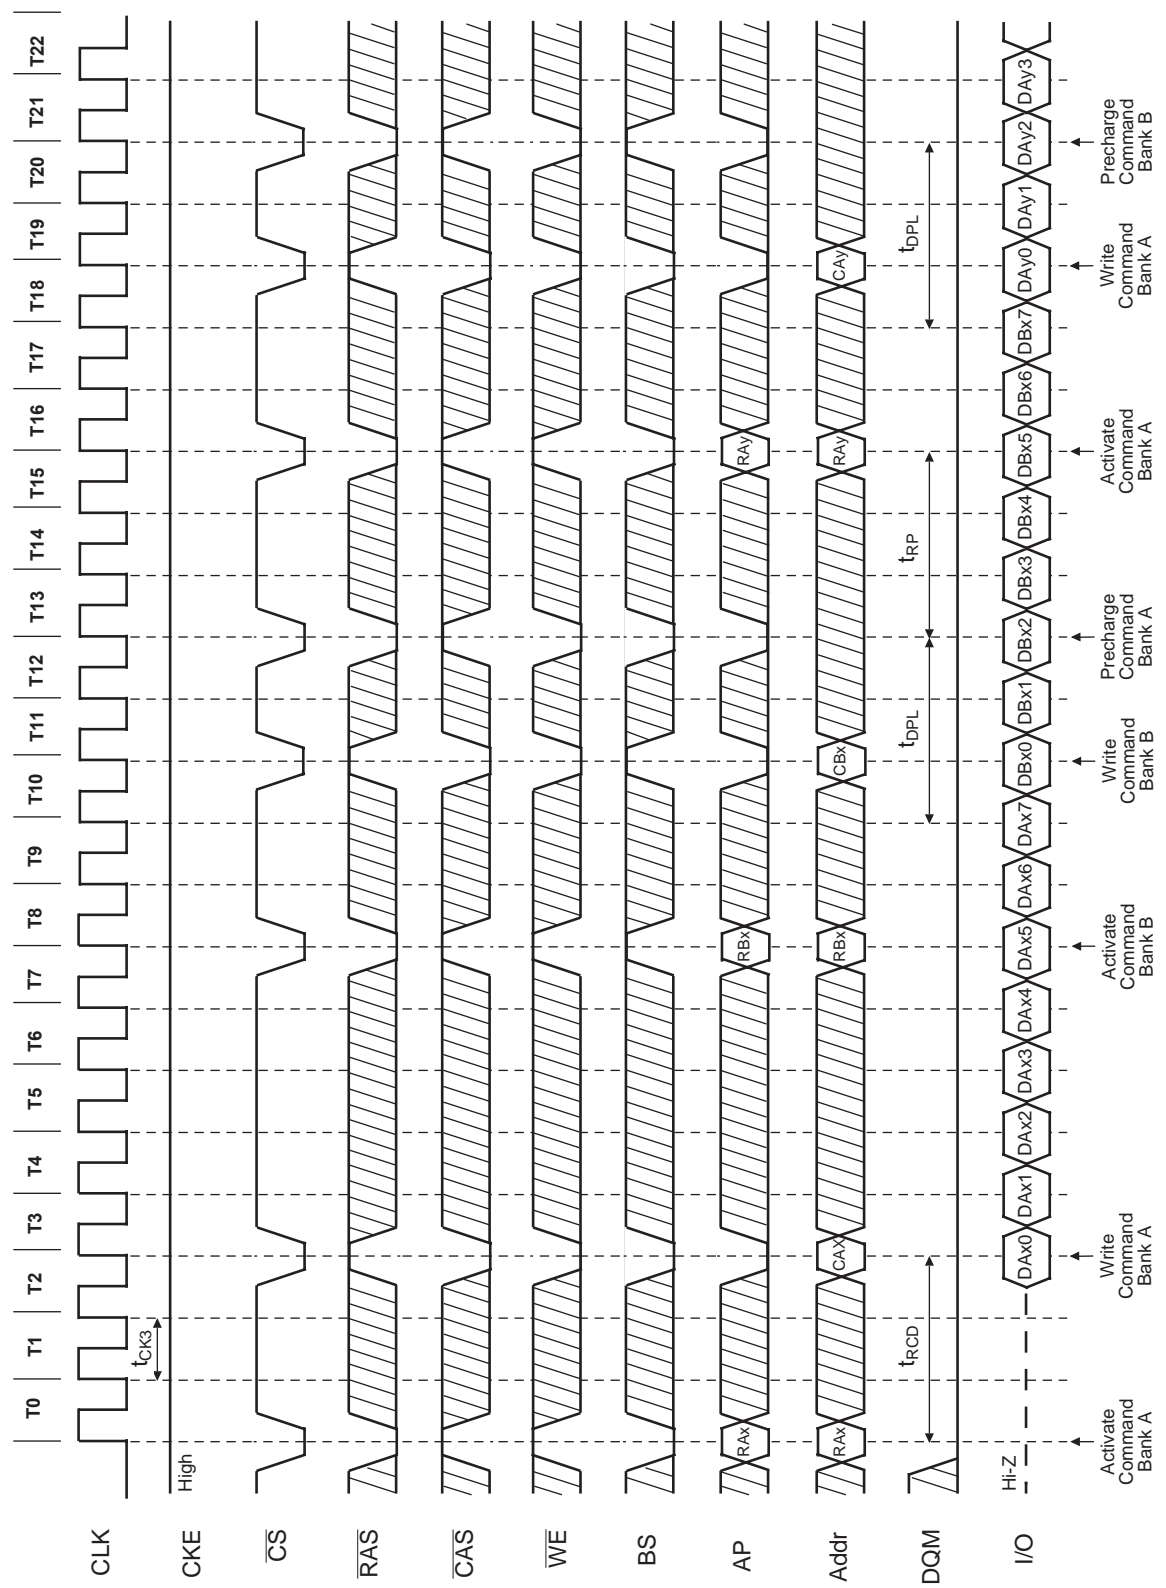 T0 T1 T2 T3 T4 T5 T6 T7 T8 T9 T10 T11 T12 T13 T14 T15 T16 T17 T18 T19 T20 T21 T22
CLK
tCK3
CKE
High
CS
RAS
CAS
WE
BS
AP
RAx RBx RAy
Addr
RAx CAX RBx CBx RAy CAy
DQM
tRCD tDPL tRP tDPL
I/O
Hi-Z
DAx0 DAx1 DAx2 DAx3 DAx4 DAx5 DAx6 DAx7 DBx0 DBx1 DBx2 DBx3 DBx4 DBx5 DBx6 DBx7 DAy0 DAy1 DAy2 DAy3
Activate
Command
Bank A
Write
Command
Bank A
Activate
Command
Bank B
Write
Command
Bank B
Precharge
Command
Bank A
Activate
Command
Bank A
Write
Command
Bank A
Precharge
Command
Bank B